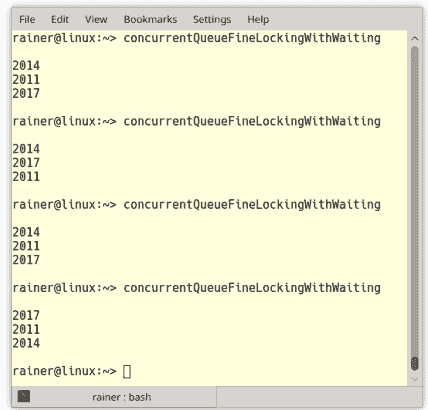 File Edit View Bookmarks Settings Help
rainer@linux:~> concurrentQueueFineLockingWithWaiting
2014
2011
2017
rainer@linux:~> concurrentQueueFineLockingWithWaiting
2014
2017
2011
rainer@linux:~> concurrentQueueFineLockingWithWaiting
2014
2011
2017
rainer@linux:~> concurrentQueueFineLockingWithWaiting
2017
2011
2014
rainer@linux:~>
rainer : bash